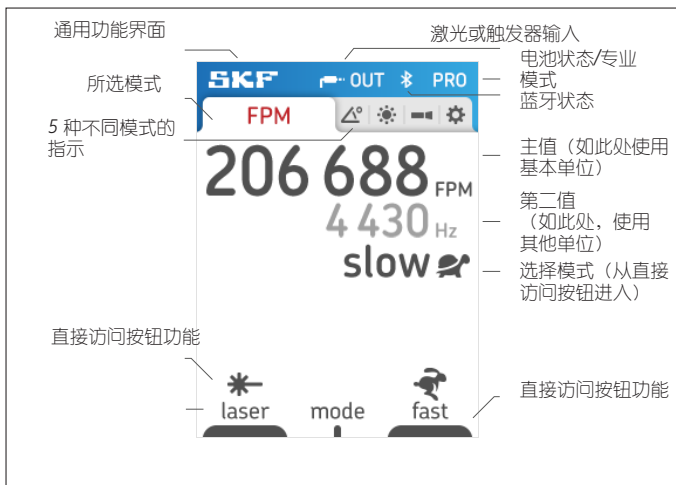 通用功能界面
激光或触发器输入
电池状态/专业
模式
蓝牙状态
所选模式
5 种不同模式的
指示
SKF OUT PRO
FPM
206 688 FPM
4 430 Hz
slow
主值（如此处使用
基本单位）
第二值
（如此处，使用
其他单位）
选择模式（从直接
访问按钮进入）
直接访问按钮功能
laser mode fast
直接访问按钮功能